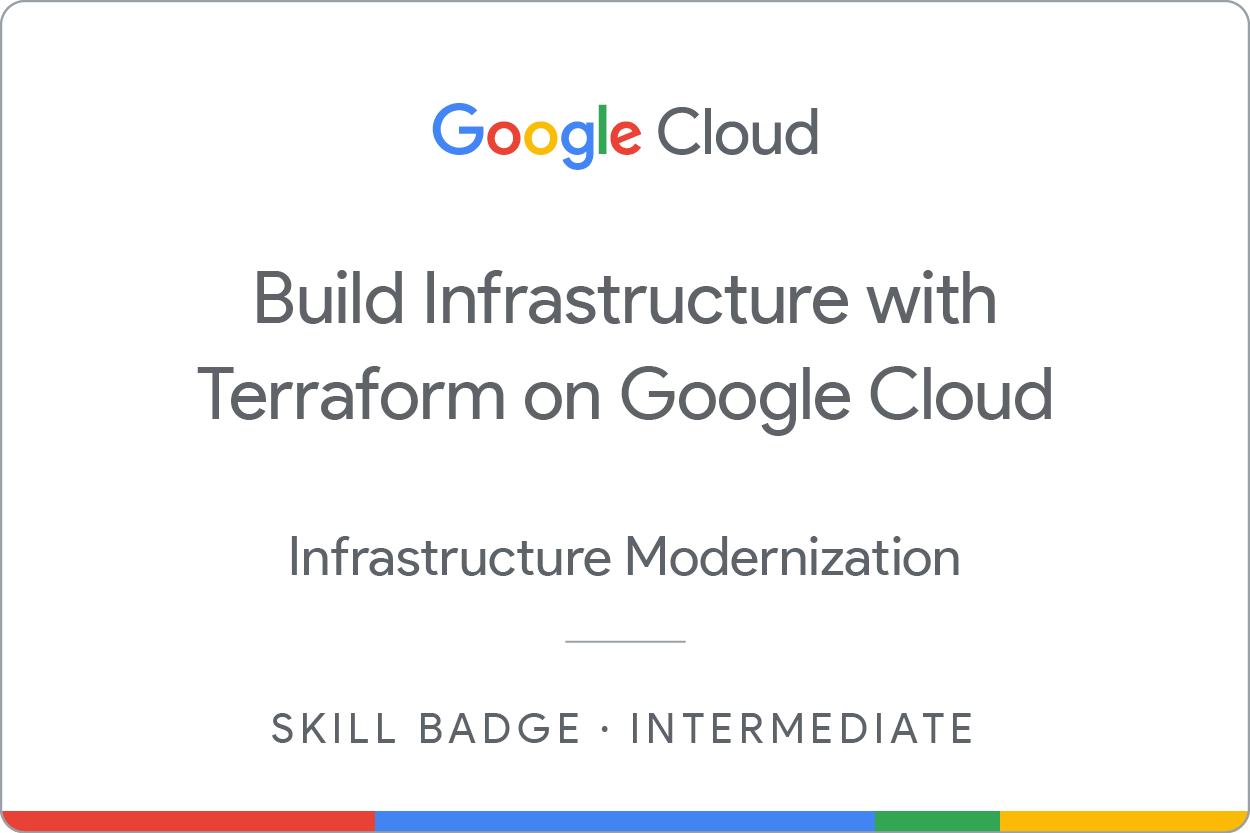 Google Cloud
Build Infrastructure with
Terraform on Google Cloud
Infrastructure Modernization
SKILL BADGE · INTERMEDIATE